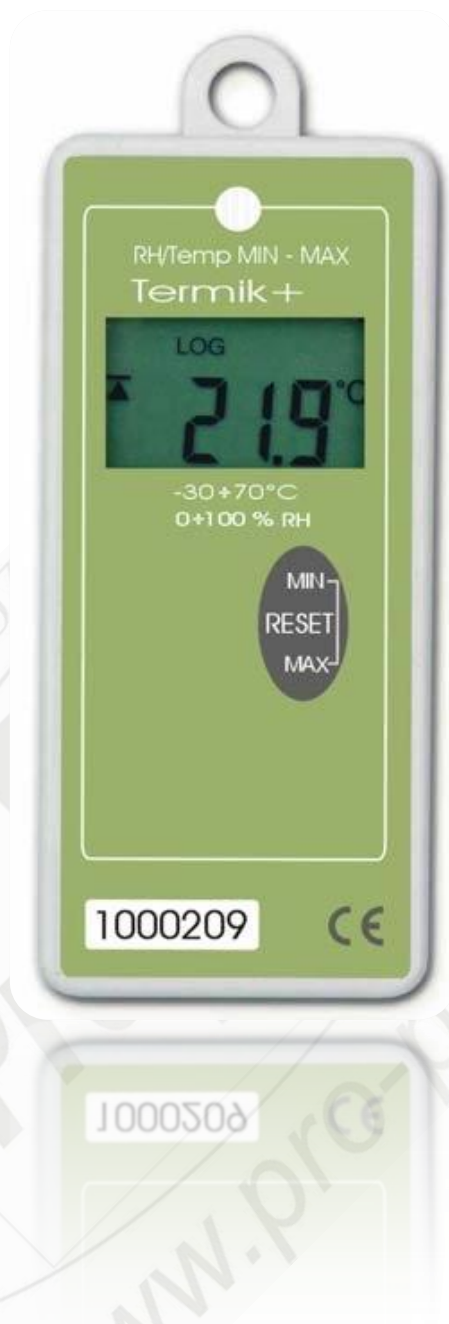 RH/Temp MIN - MAX
Termik+
LOG
21.9°C
-30÷70°C
0÷100 % RH
MIN
RESET
MAX
1000209
CE